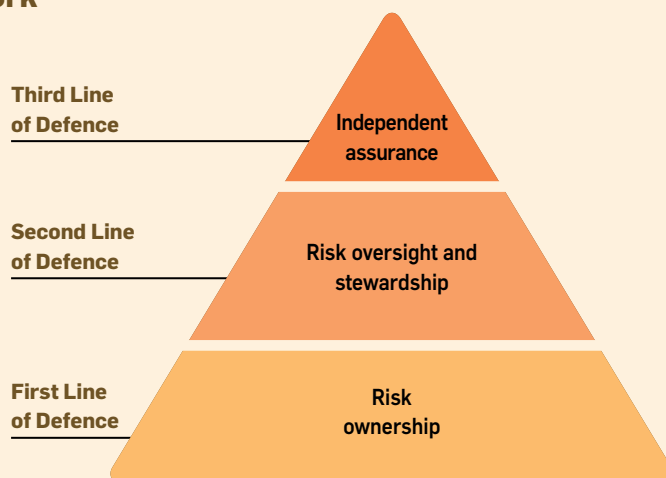 Third Line
of Defence
Independent
assurance
Second Line
of Defence
Risk oversight and
stewardship
First Line
of Defence
Risk
ownership